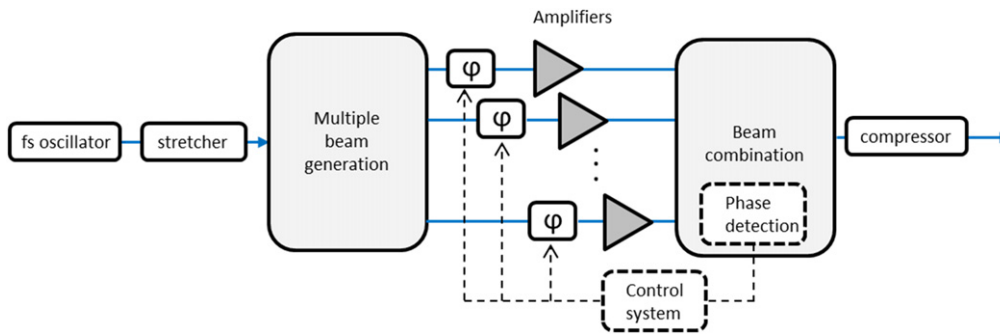 Amplifiers
fs oscillator
stretcher
Multiple
beam
generation
φ
φ
φ
Beam
combination
Phase
detection
compressor
Control
system